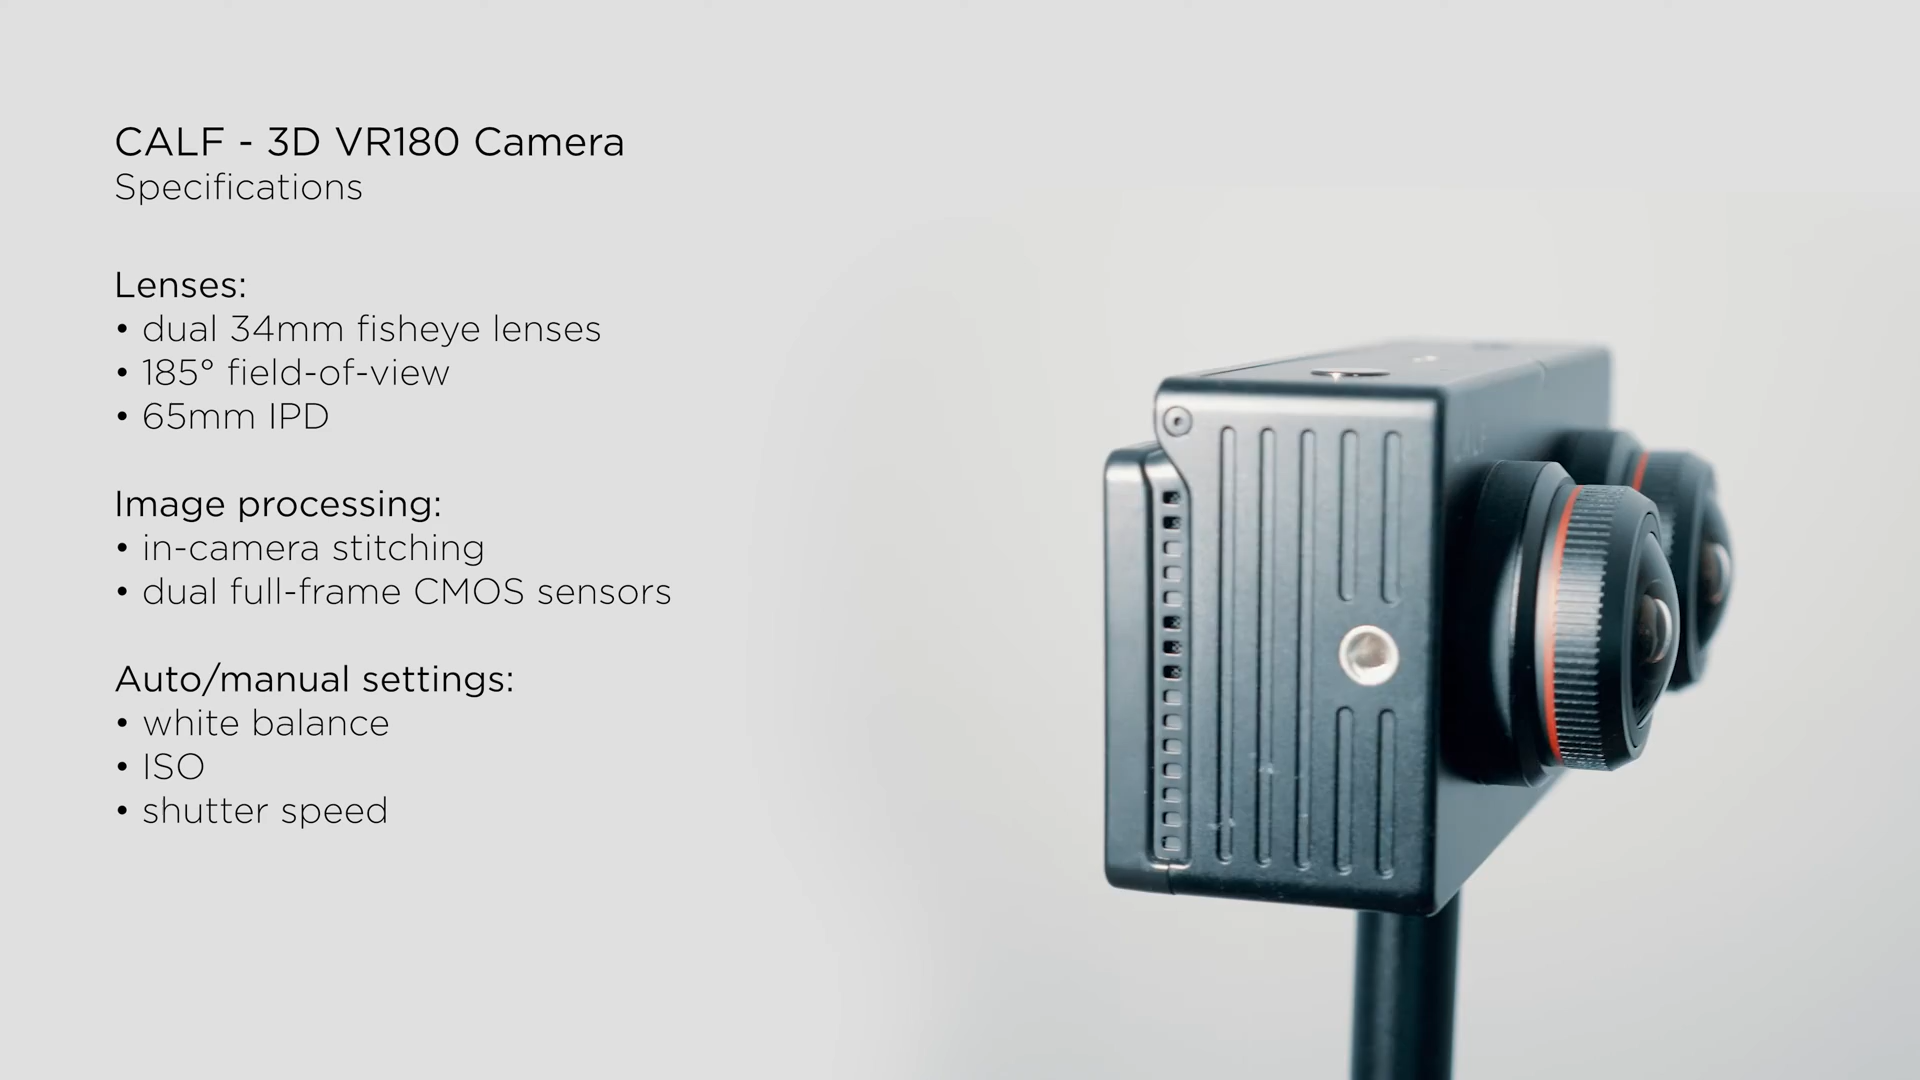 CALF - 3D VR180 Camera
Specifications
Lenses:
• dual 34mm fisheye lenses
• 185° field-of-view
• 65mm IPD
Image processing:
• in-camera stitching
• dual full-frame CMOS sensors
Auto/manual settings:
• white balance
• ISO
• shutter speed